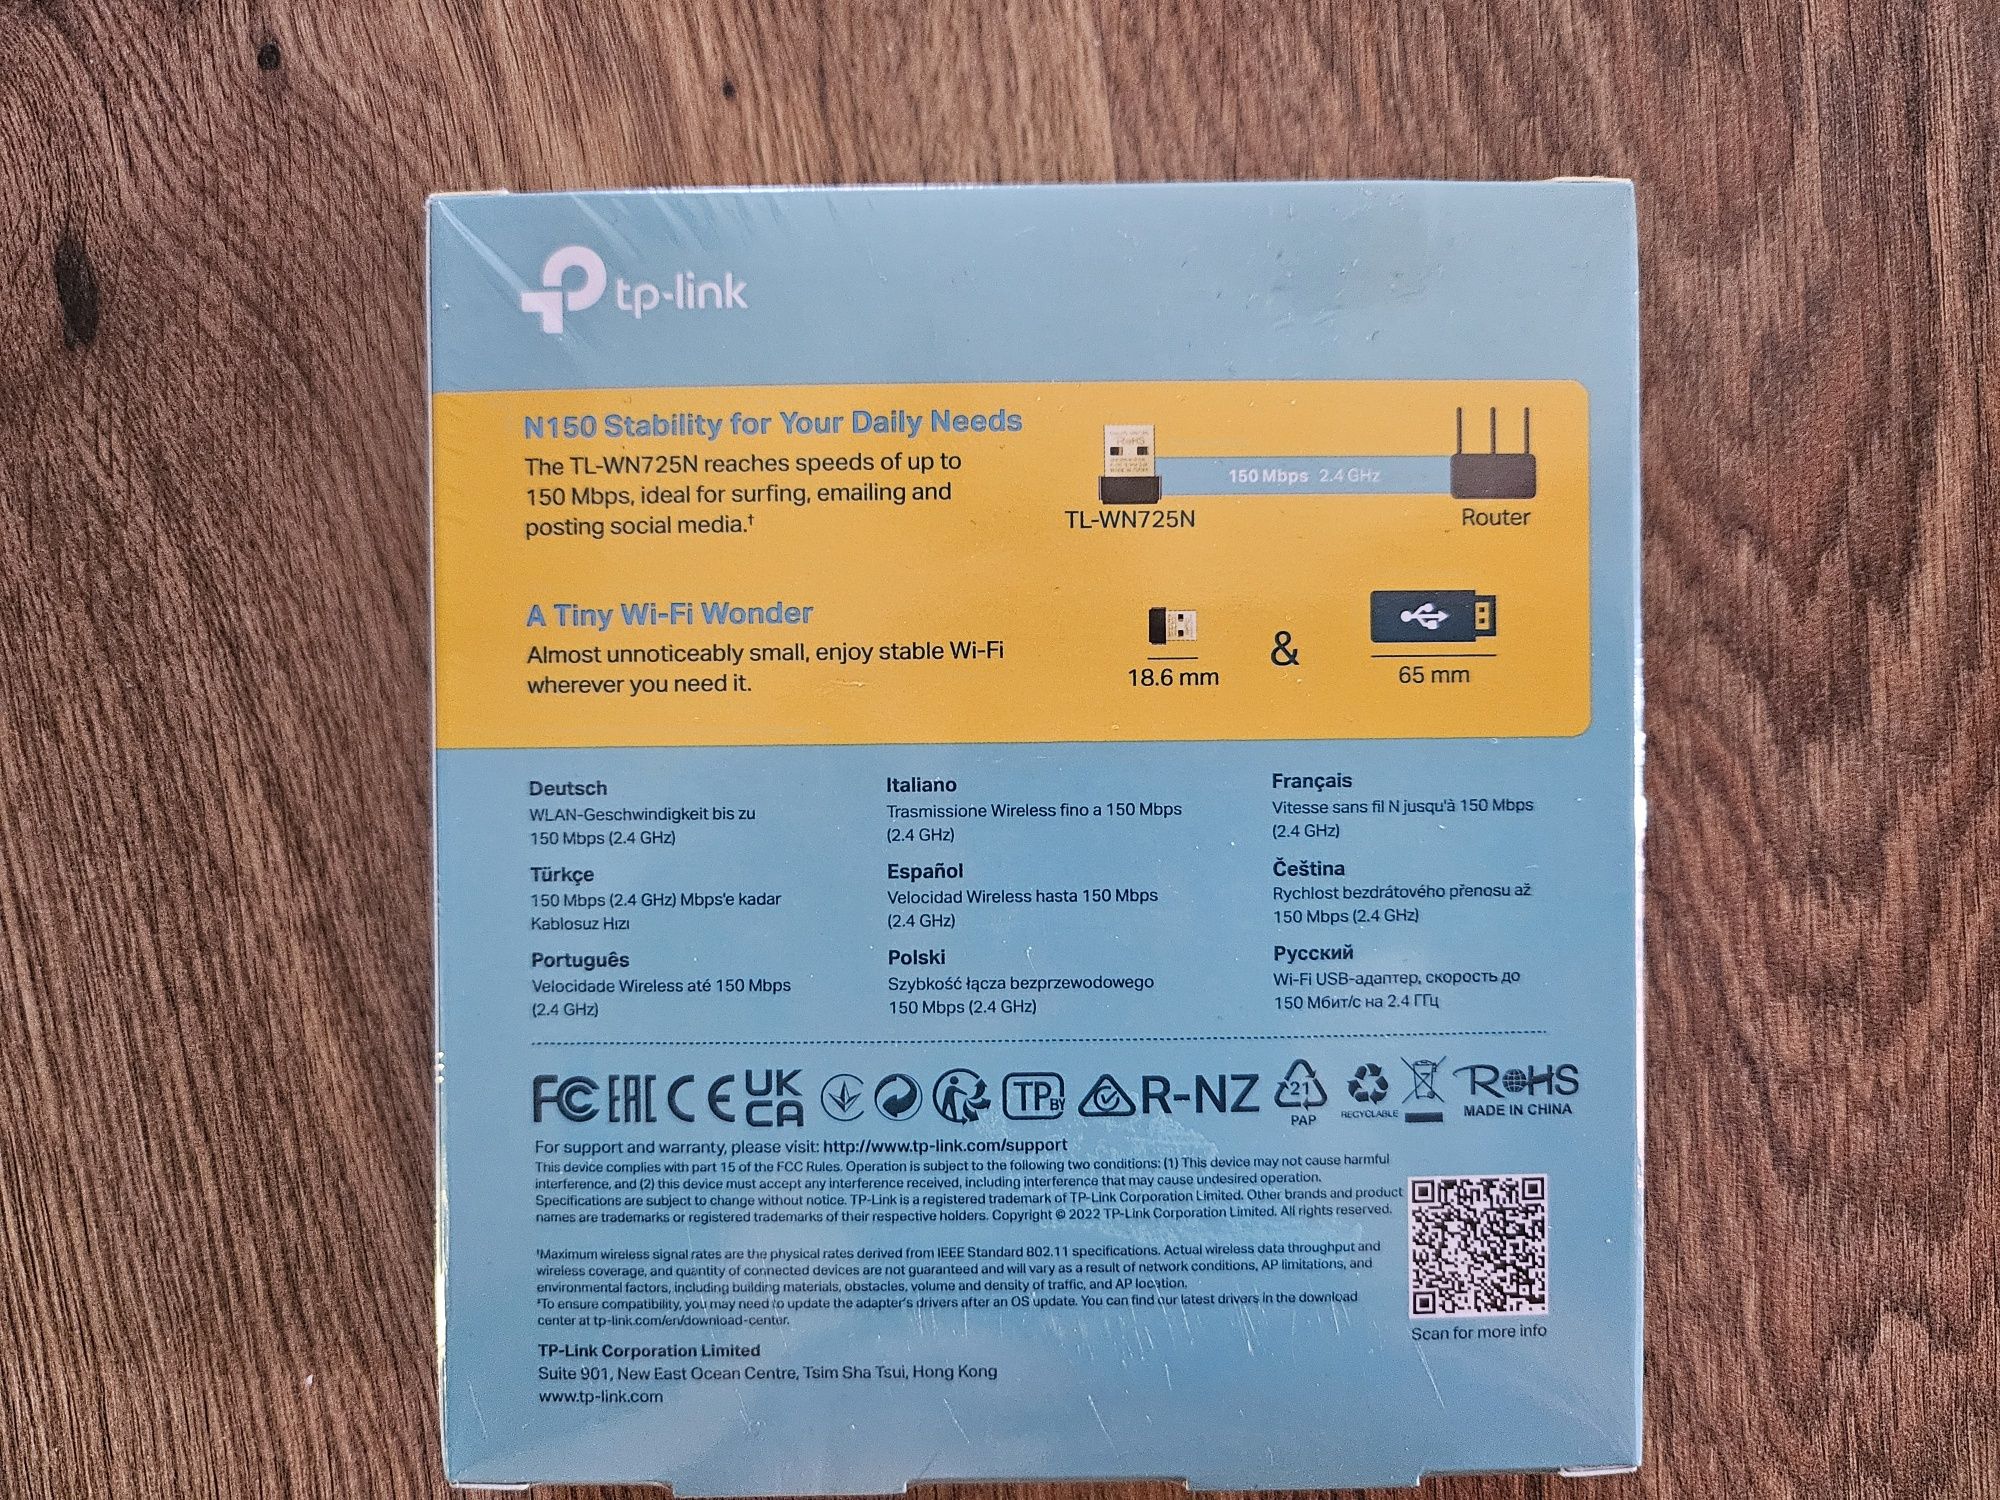 tp-link
N150 Stability for Your Daily Needs
The TL-WN725N reaches speeds of up to
150 Mbps, ideal for surfing, emailing and
posting social media.†
RoHS
150 Mbps 2.4 GHz
TL-WN725N
Router
A Tiny Wi-Fi Wonder
Almost unnoticeably small, enjoy stable Wi-Fi
wherever you need it.
18.6 mm
&
65 mm
Deutsch
WLAN-Geschwindigkeit bis zu
150 Mbps (2.4 GHz)
Italiano
Trasmissione Wireless fino a 150 Mbps
(2.4 GHz)
Français
Vitesse sans fil N jusqu'à 150 Mbps
(2.4 GHz)
Türkçe
150 Mbps (2.4 GHz) Mbps'e kadar
Kablosuz Hızı
Español
Velocidad Wireless hasta 150 Mbps
(2.4 GHz)
Čeština
Rychlost bezdrátového přenosu až
150 Mbps (2.4 GHz)
Português
Velocidade Wireless até 150 Mbps
(2.4 GHz)
Polski
Szybkość łącza bezprzewodowego
150 Mbps (2.4 GHz)
Русский
Wi-Fi USB-адаптер, скорость до
150 Мбит/с на 2.4 ГГц
FC EAC CE UK CA TP BY R-NZ 21 PAP RECYCLABLE RoHS
MADE IN CHINA
For support and warranty, please visit: http://www.tp-link.com/support
This device complies with part 15 of the FCC Rules. Operation is subject to the following two conditions: (1) This device may not cause harmful
interference, and (2) this device must accept any interference received, including interference that may cause undesired operation.
Specifications are subject to change without notice. TP-Link is a registered trademark of TP-Link Corporation Limited. Other brands and product
names are trademarks or registered trademarks of their respective holders. Copyright © 2022 TP-Link Corporation Limited. All rights reserved.
†Maximum wireless signal rates are the physical rates derived from IEEE Standard 802.11 specifications. Actual wireless data throughput and
wireless coverage, and quantity of connected devices are not guaranteed and will vary as a result of network conditions, AP limitations, and
environmental factors, including building materials, obstacles, volume and density of traffic, and AP location.
‡To ensure compatibility, you may need to update the adapter's drivers after an OS update. You can find our latest drivers in the download
center at tp-link.com/en/download-center.
Scan for more info
TP-Link Corporation Limited
Suite 901, New East Ocean Centre, Tsim Sha Tsui, Hong Kong
www.tp-link.com